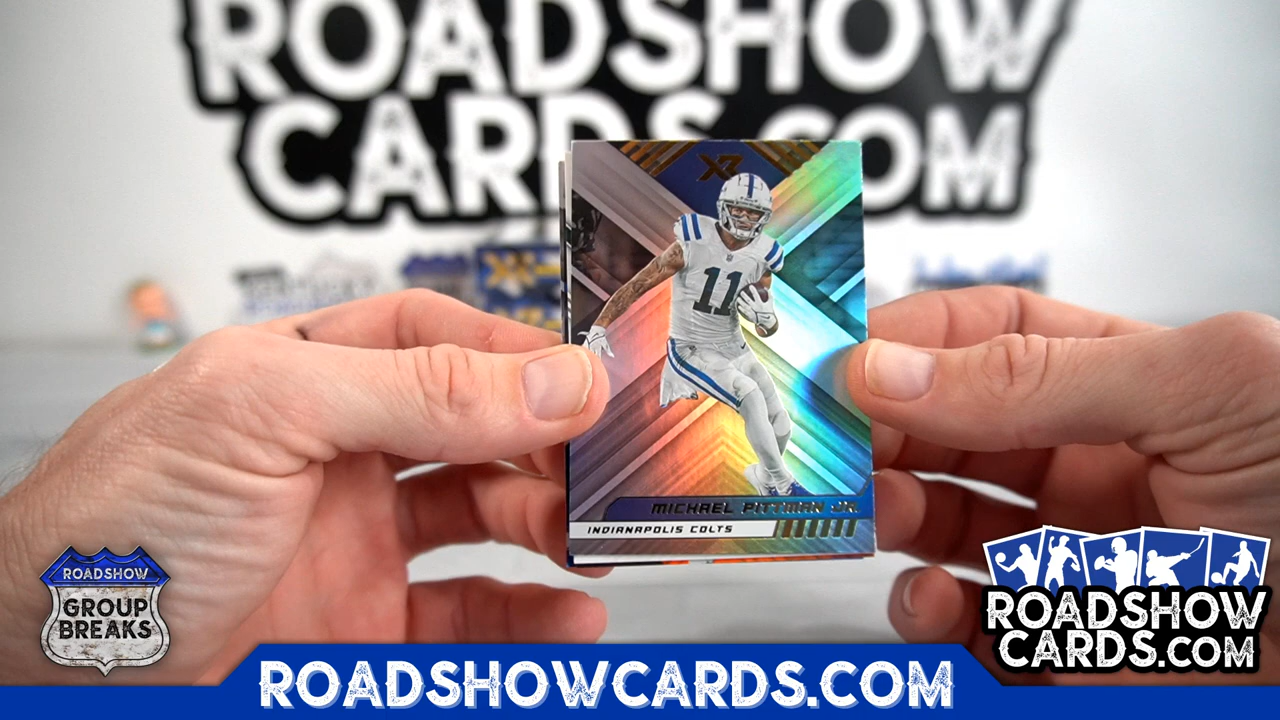 ROADSHOW
CARDS.COM
XR
11
MICHAEL PITTMAN JR.
INDIANAPOLIS COLTS
ROADSHOW
GROUP
BREAKS
ROADSHOW
CARDS.COM
ROADSHOWCARDS.COM